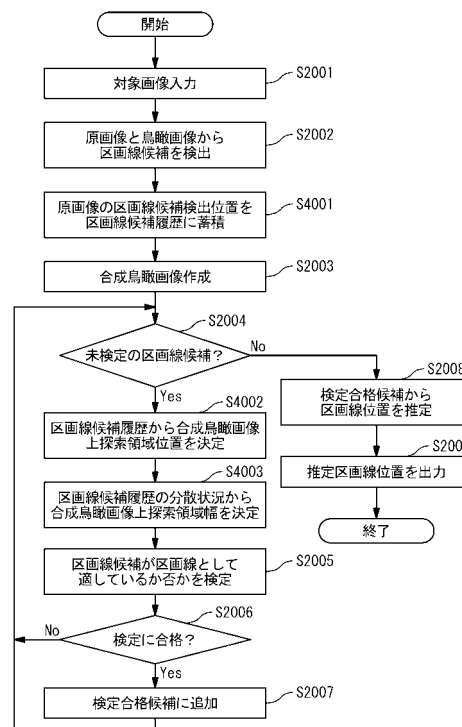 開始
対象画像入力
S2001
原画像と鳥瞰画像から
区画線候補を検出
S2002
原画像の区画線候補検出位置を
区画線候補履歴に蓄積
S4001
合成鳥瞰画像作成
S2003
未検定の区画線候補?
S2004
No
Yes
区画線候補履歴から合成鳥瞰画像
上探索領域位置を決定
S4002
区画線候補履歴の分散状況から
合成鳥瞰画像上探索領域幅を決定
S4003
区画線候補が区画線として
適しているか否かを検定
S2005
検定に合格?
S2006
No
Yes
検定合格候補に追加
S2007
検定合格候補から
区画線位置を推定
S2008
推定区画線位置を出力
S200
終了